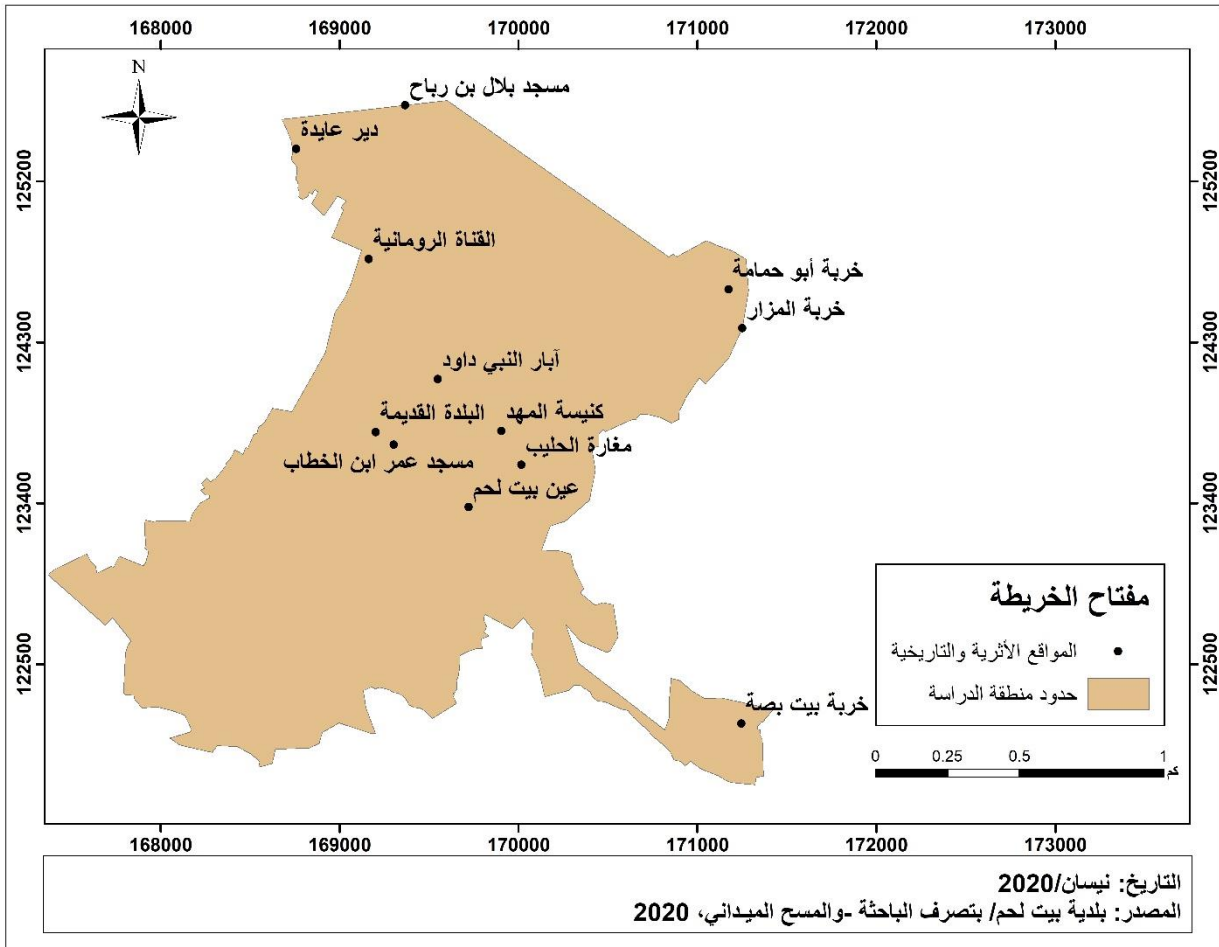 168000 169000 170000 171000 172000 173000
N
مسجد بلال بن رباح
دير عايدة
125200 125200
القناة الرومانية
خربة أبو حمامة
خربة المزار
124300 124300
آبار النبي داود
كنيسة المهد
البلدة القديمة
مغارة الحليب
مسجد عمر ابن الخطاب
عين بيت لحم
123400 123400
مفتاح الخريطة
المواقع الأثرية والتاريخية
حدود منطقة الدراسة
122500 122500
خربة بيت بصة
0 0.25 0.5 1
كم
168000 169000 170000 171000 172000 173000
التاريخ: نيسان/2020
المصدر: بلدية بيت لحم/ بتصرف الباحثة -والمسح الميداني، 2020